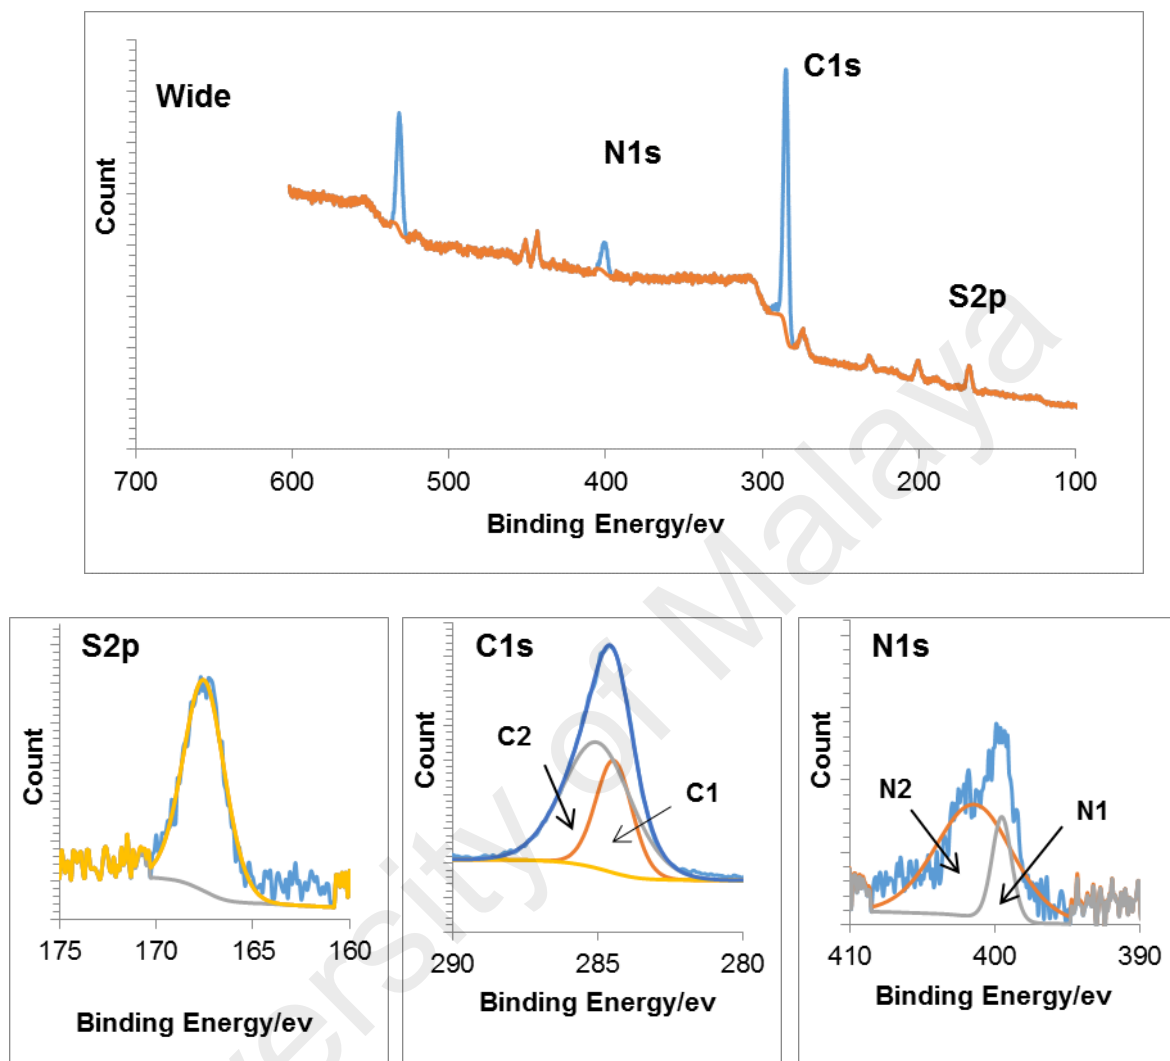 Wide
N1s
C1s
S2p
Count
700 600 500 400 300 200 100
Binding Energy/ev
S2p
Count
175 170 165 160
Binding Energy/ev
C1s
C2
C1
Count
290 285 280
Binding Energy/ev
N1s
N2
N1
Count
410 400 390
Binding Energy/ev
University of Malaya